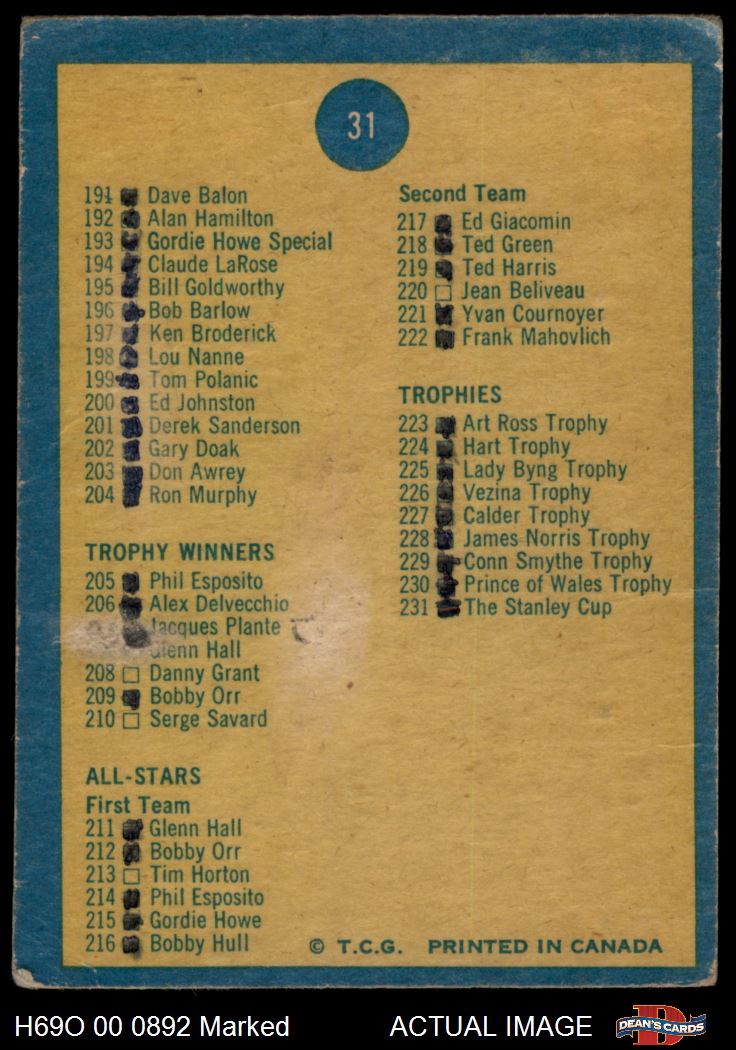 31
191 Dave Balon
192 Alan Hamilton
193 Gordie Howe Special
194 Claude LaRose
195 Bill Goldworthy
196 Bob Barlow
197 Ken Broderick
198 Lou Nanne
199 Tom Polanic
200 Ed Johnston
201 Derek Sanderson
202 Gary Doak
203 Don Awrey
204 Ron Murphy
TROPHY WINNERS
205 Phil Esposito
206 Alex Delvecchio
Jacques Plante
Glenn Hall
208 Danny Grant
209 Bobby Orr
210 Serge Savard
ALL-STARS
First Team
211 Glenn Hall
212 Bobby Orr
213 Tim Horton
214 Phil Esposito
215 Gordie Howe
216 Bobby Hull
Second Team
217 Ed Giacomin
218 Ted Green
219 Ted Harris
220 Jean Beliveau
221 Yvan Cournoyer
222 Frank Mahovlich
TROPHIES
223 Art Ross Trophy
224 Hart Trophy
225 Lady Byng Trophy
226 Vezina Trophy
227 Calder Trophy
228 James Norris Trophy
229 Conn Smythe Trophy
230 Prince of Wales Trophy
231 The Stanley Cup
© T.C.G. PRINTED IN CANADA
H69O 00 0892 Marked
ACTUAL IMAGE
DEAN'S CARDS